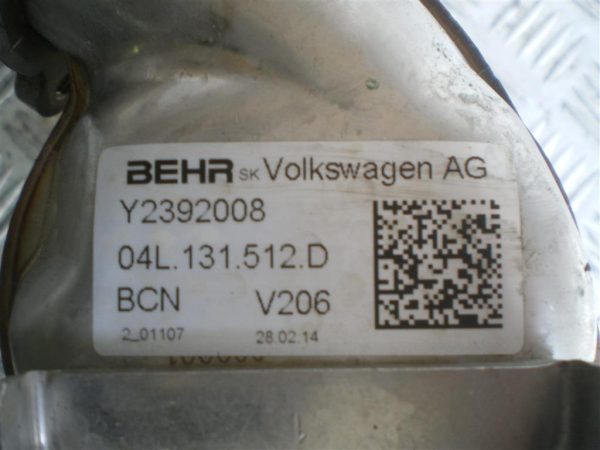 BEHR SK Volkswagen AG
Y2392008
04L.131.512.D
BCN V206
2_01107 28.02.14